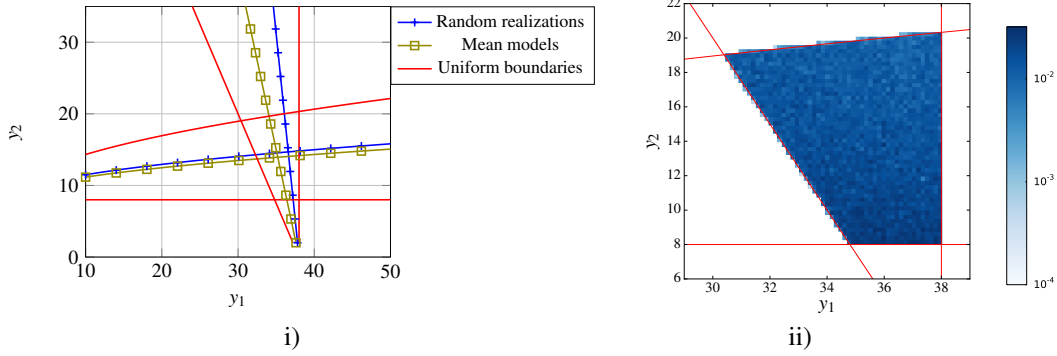 Random realizations
Mean models
Uniform boundaries
30
20
10
0
y2
10
20
30
40
50
y1
i)
22
20
18
16
14
12
10
8
6
y2
30
32
34
36
38
y1
ii)
10⁻²
10⁻³
10⁻⁴